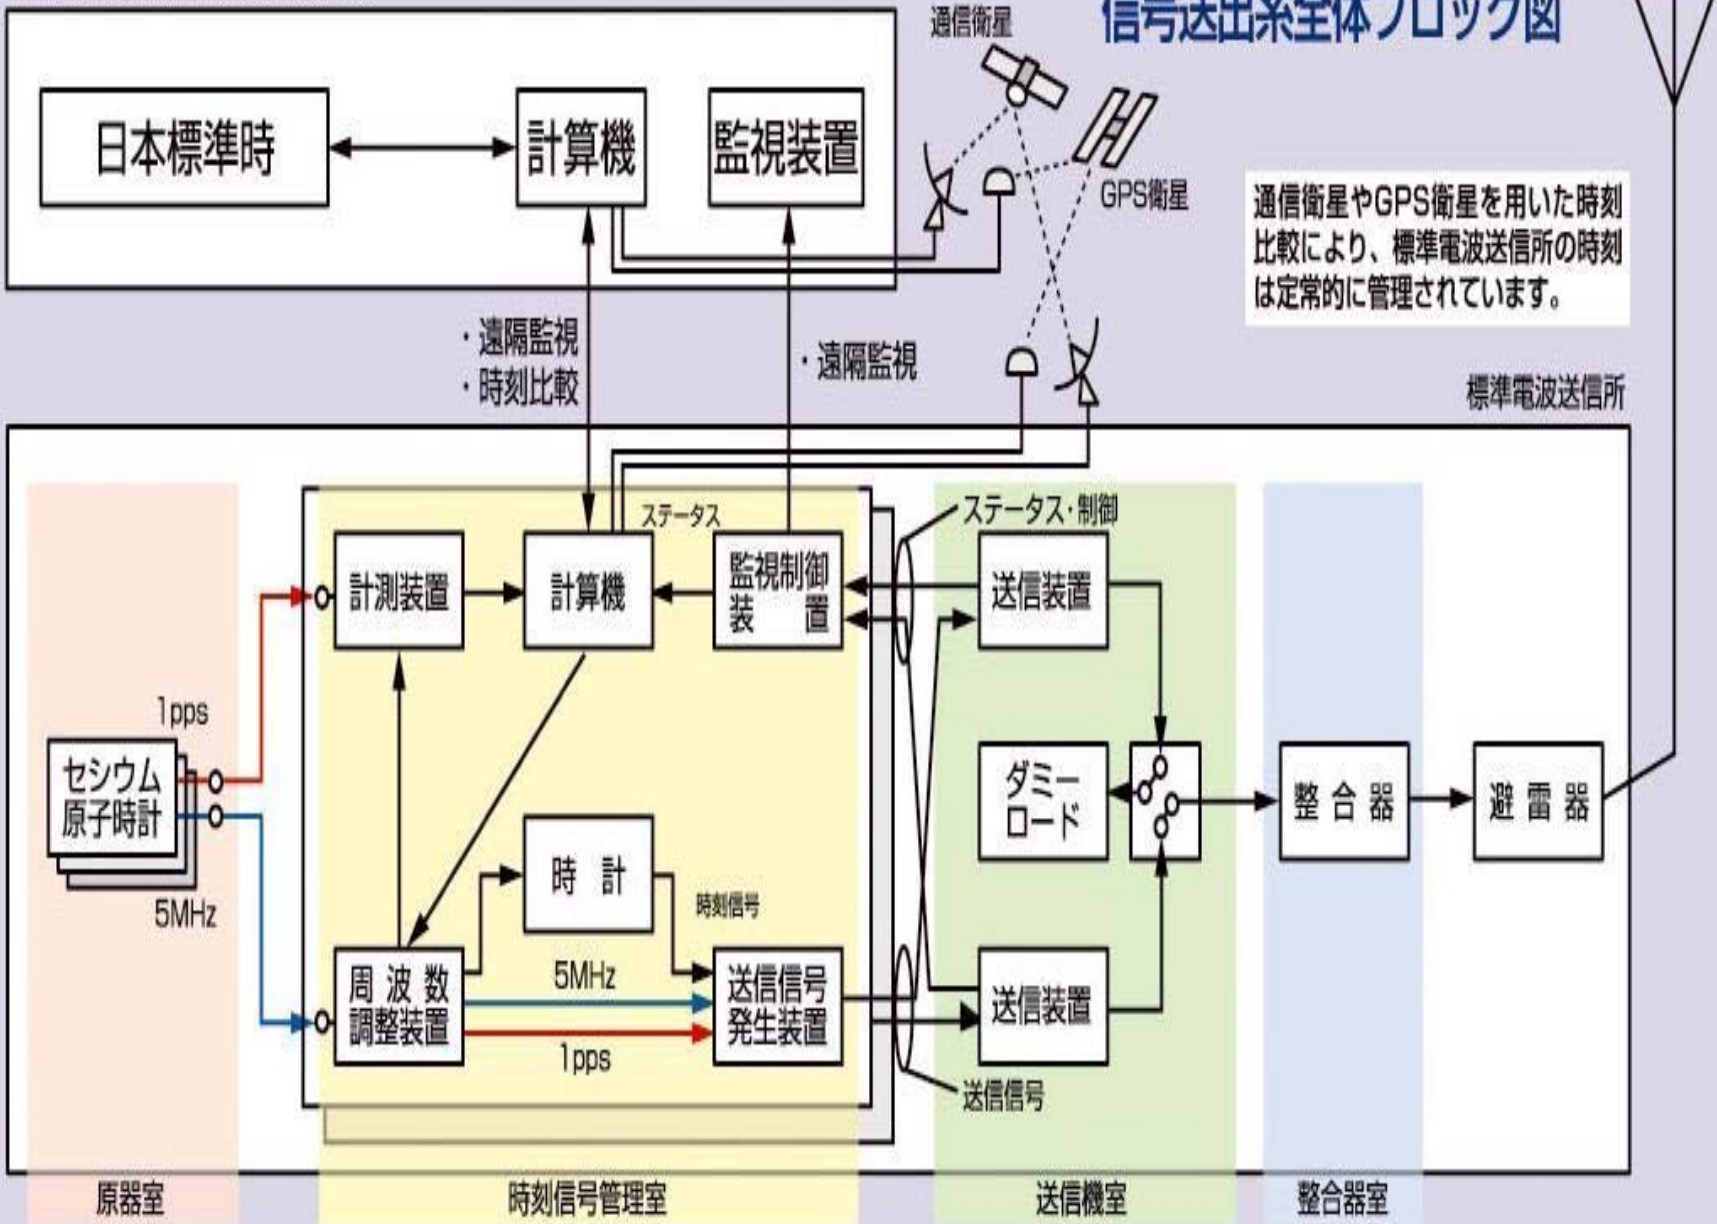 信号送出系全体ブロック図
通信衛星
日本標準時
計算機
監視装置
GPS衛星
通信衛星やGPS衛星を用いた時刻
比較により、標準電波送信所の時刻
は定常的に管理されています。
・遠隔監視
・時刻比較
・遠隔監視
標準電波送信所
ステータス
ステータス・制御
計測装置
計算機
監視制御
装　置
送信装置
1pps
セシウム
原子時計
5MHz
ダミー
ロード
整合器
避雷器
時計
時刻信号
周波数
調整装置
5MHz
1pps
送信信号
発生装置
送信装置
送信信号
原器室
時刻信号管理室
送信機室
整合器室